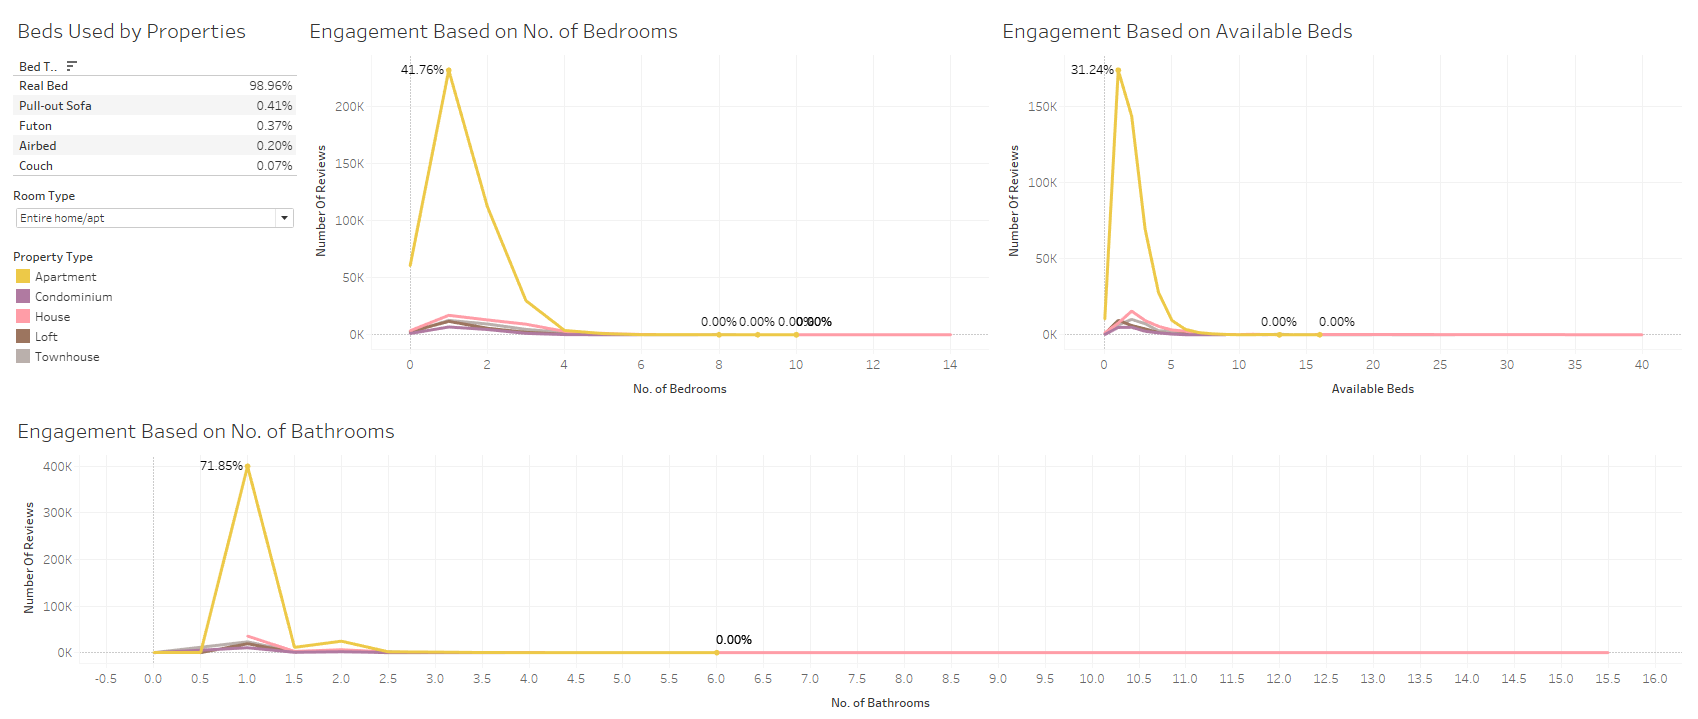 Beds Used by Properties
Bed T..
Real Bed 98.96%
Pull-out Sofa 0.41%
Futon 0.37%
Airbed 0.20%
Couch 0.07%
Room Type
Entire home/apt
Property Type
Apartment
Condominium
House
Loft
Townhouse
Engagement Based on No. of Bedrooms
41.76%
200K
150K
100K
50K
0K
Number Of Reviews
0.00% 0.00% 0.00% 0.00%
0 2 4 6 8 10 12 14
No. of Bedrooms
Engagement Based on Available Beds
31.24%
150K
100K
50K
0K
Number Of Reviews
0.00% 0.00%
0 5 10 15 20 25 30 35 40
Available Beds
Engagement Based on No. of Bathrooms
71.85%
400K
300K
200K
100K
0K
Number Of Reviews
0.00%
-0.5 0.0 0.5 1.0 1.5 2.0 2.5 3.0 3.5 4.0 4.5 5.0 5.5 6.0 6.5 7.0 7.5 8.0 8.5 9.0 9.5 10.0 10.5 11.0 11.5 12.0 12.5 13.0 13.5 14.0 14.5 15.0 15.5 16.0
No. of Bathrooms